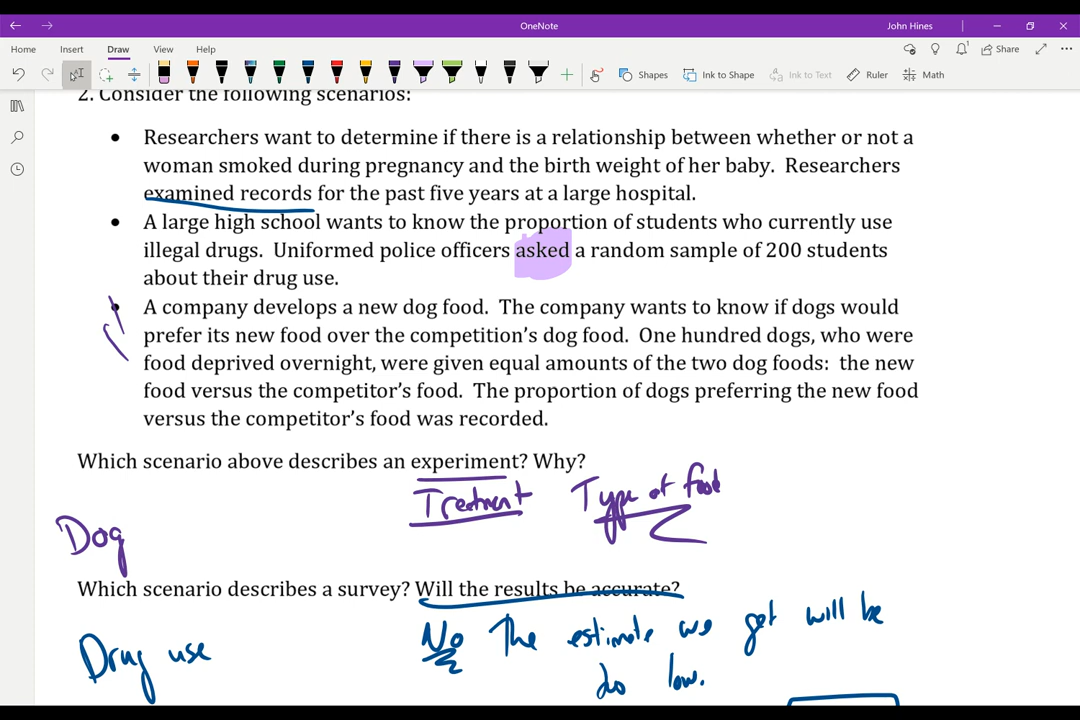 OneNote
John Hines
Home Insert Draw View Help
Share
Shapes Ink to Shape Ink to Text Ruler Math
2. Consider the following scenarios:
• Researchers want to determine if there is a relationship between whether or not a
woman smoked during pregnancy and the birth weight of her baby. Researchers
examined records for the past five years at a large hospital.
• A large high school wants to know the proportion of students who currently use
illegal drugs. Uniformed police officers asked a random sample of 200 students
about their drug use.
• A company develops a new dog food. The company wants to know if dogs would
prefer its new food over the competition's dog food. One hundred dogs, who were
food deprived overnight, were given equal amounts of the two dog foods: the new
food versus the competitor's food. The proportion of dogs preferring the new food
versus the competitor's food was recorded.
Which scenario above describes an experiment? Why?
Treatment Type of food
Dog
Which scenario describes a survey? Will the results be accurate?
No The estimate we get will be
Drug use
low.